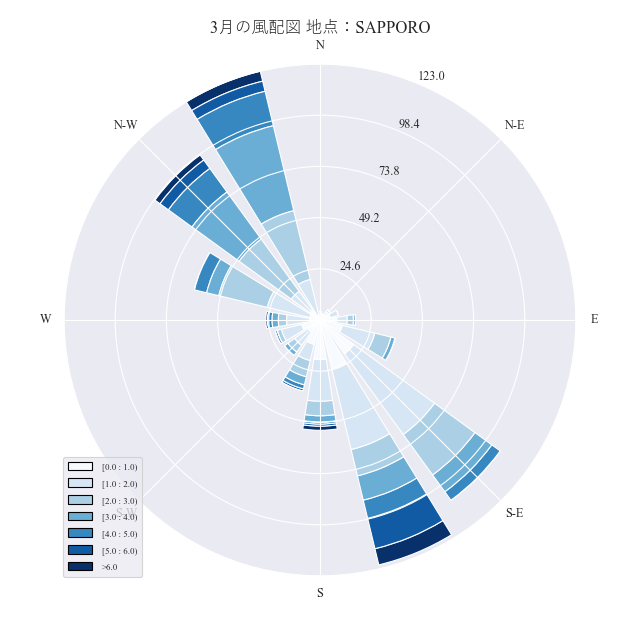 3月の風配図 地点：SAPPORO
N
123.0
N-W
N-E
98.4
73.8
49.2
24.6
W
E
[0.0 : 1.0)
[1.0 : 2.0)
[2.0 : 3.0)
S-W
[3.0 : 4.0)
S-E
[4.0 : 5.0)
[5.0 : 6.0)
>6.0
S